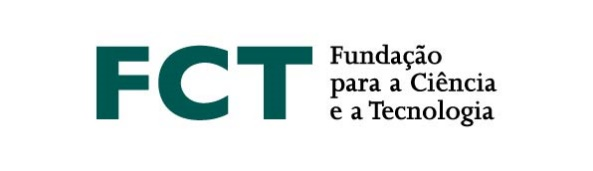 FCT
Fundação
para a Ciência
e a Tecnologia